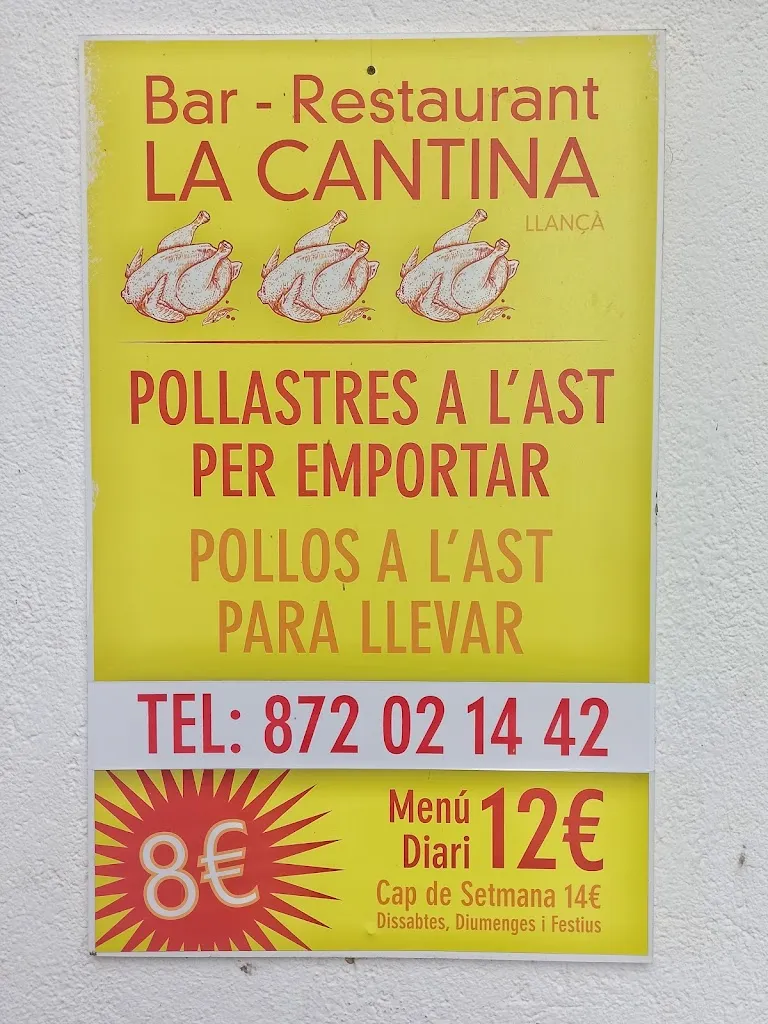 Bar - Restaurant
LA CANTINA
LLANÇÀ
POLLASTRES A L'AST
PER EMPORTAR
POLLOS A L'AST
PARA LLEVAR
TEL: 872 02 14 42
8€
Menú
Diari 12€
Cap de Setmana 14€
Dissabtes, Diumenges i Festius